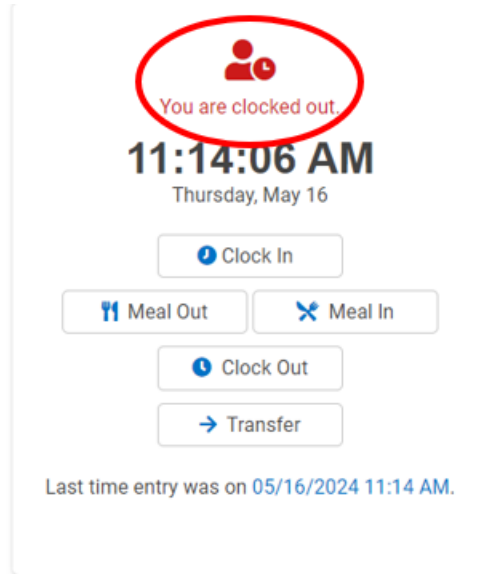 You are clocked out.
11:14:06 AM
Thursday, May 16
Clock In
Meal Out
Meal In
Clock Out
Transfer
Last time entry was on 05/16/2024 11:14 AM.